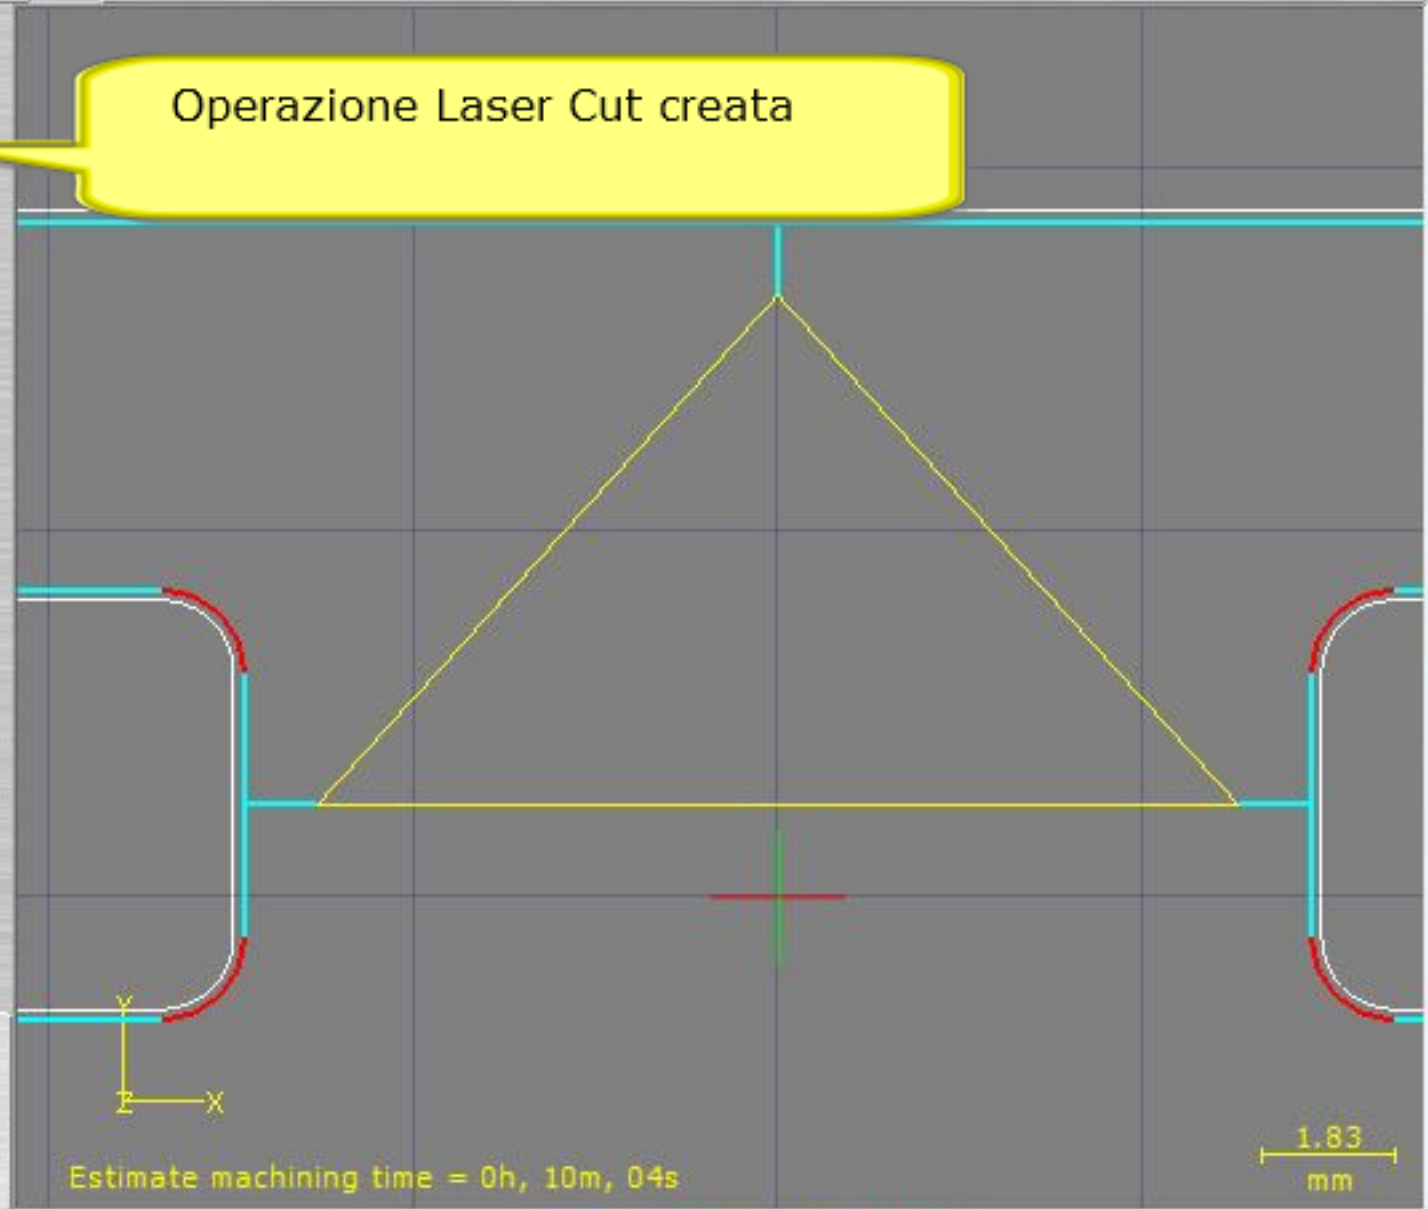 Operazione Laser Cut creata
Y
Z X
1.83
mm
Estimate machining time = 0h, 10m, 04s